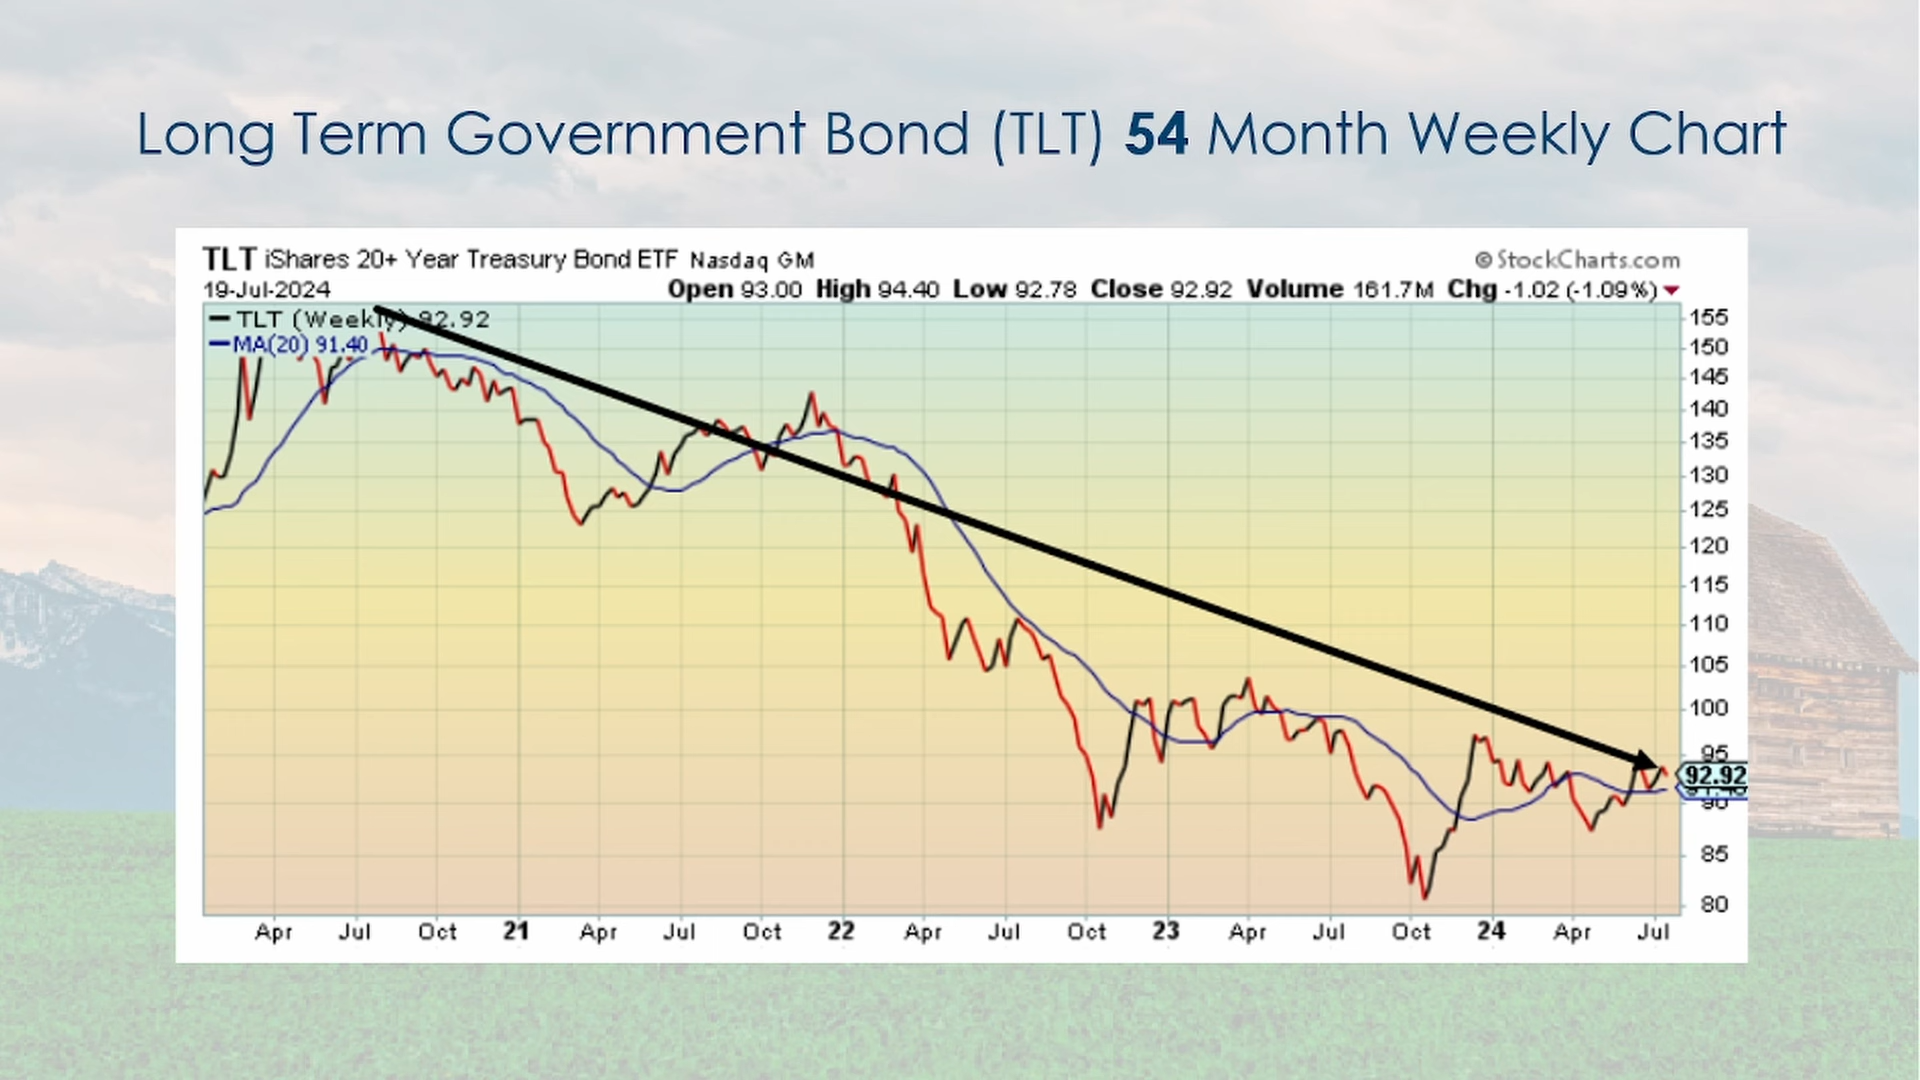 Long Term Government Bond (TLT) 54 Month Weekly Chart
TLT iShares 20+ Year Treasury Bond ETF Nasdaq GM
© StockCharts.com
19-Jul-2024
Open 93.00 High 94.40 Low 92.78 Close 92.92 Volume 161.7M Chg -1.02 (-1.09%)
TLT (Weekly) 92.92
MA(20) 91.40
155
150
145
140
135
130
125
120
115
110
105
100
95
92.92
90
85
80
Apr Jul Oct 21 Apr Jul Oct 22 Apr Jul Oct 23 Apr Jul Oct 24 Apr Jul